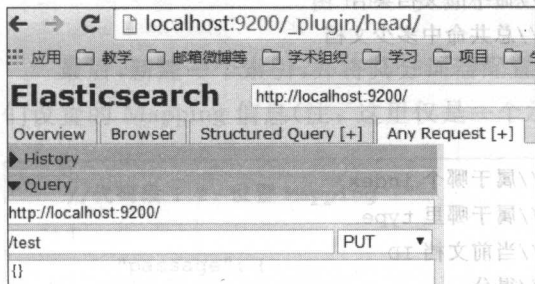 localhost:9200/_plugin/head/
应用 教学 邮箱微博等 学术组织 学习 项目
Elasticsearch http://localhost:9200/
Overview Browser Structured Query [+] Any Request [+]
History
Query
http://localhost:9200/
/test PUT
{}